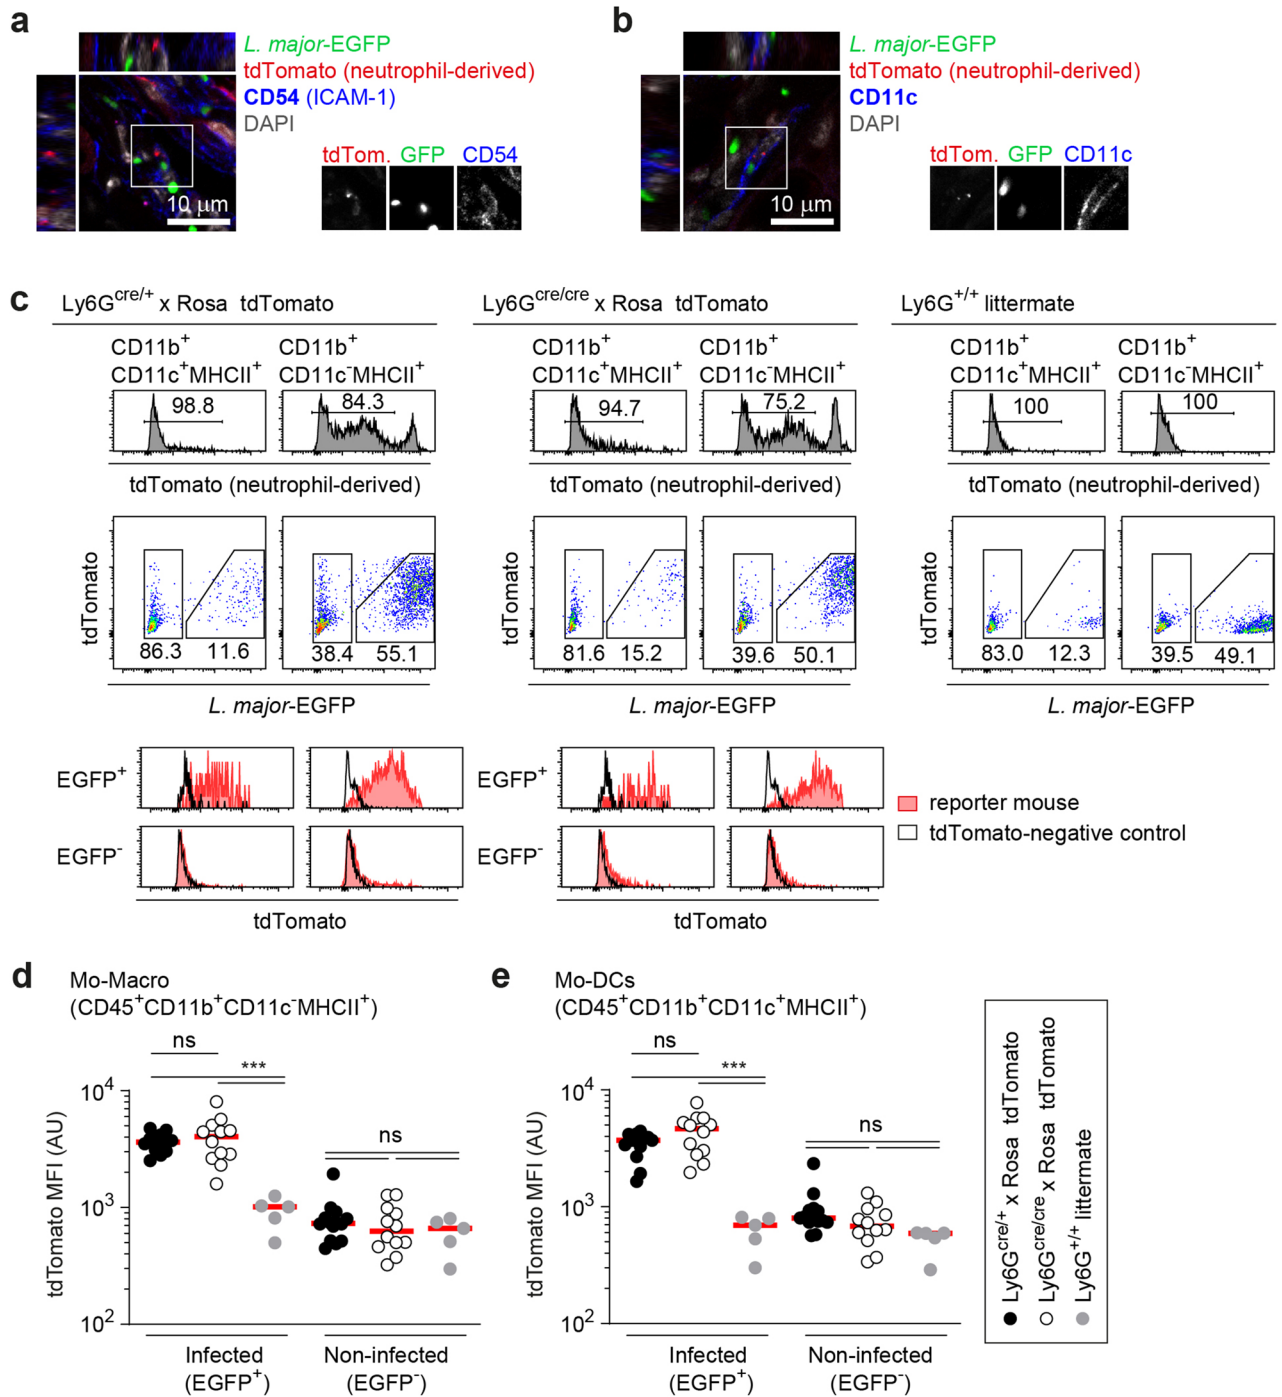 a
L. major-EGFP
tdTomato (neutrophil-derived)
CD54 (ICAM-1)
DAPI
tdTom. GFP CD54
10 μm
b
L. major-EGFP
tdTomato (neutrophil-derived)
CD11c
DAPI
tdTom. GFP CD11c
10 μm
c
Ly6G^cre/+ x Rosa tdTomato
CD11b+
CD11c+MHCII+
CD11b+
CD11c-MHCII+
98.8
84.3
tdTomato (neutrophil-derived)
tdTomato
86.3 11.6
38.4 55.1
L. major-EGFP
EGFP+
EGFP-
tdTomato
Ly6G^cre/cre x Rosa tdTomato
CD11b+
CD11c+MHCII+
CD11b+
CD11c-MHCII+
94.7
75.2
tdTomato (neutrophil-derived)
tdTomato
81.6 15.2
39.6 50.1
L. major-EGFP
EGFP+
EGFP-
tdTomato
Ly6G^+/+ littermate
CD11b+
CD11c+MHCII+
CD11b+
CD11c-MHCII+
100
100
tdTomato (neutrophil-derived)
tdTomato
83.0 12.3
39.5 49.1
L. major-EGFP
reporter mouse
tdTomato-negative control
d
Mo-Macro
(CD45+CD11b+CD11c-MHCII+)
ns
***
ns
tdTomato MFI (AU)
10^4
10^3
10^2
Infected
(EGFP+)
Non-infected
(EGFP-)
e
Mo-DCs
(CD45+CD11b+CD11c+MHCII+)
ns
***
ns
tdTomato MFI (AU)
10^4
10^3
10^2
Infected
(EGFP+)
Non-infected
(EGFP-)
Ly6G^cre/+ x Rosa tdTomato
Ly6G^cre/cre x Rosa tdTomato
Ly6G^+/+ littermate